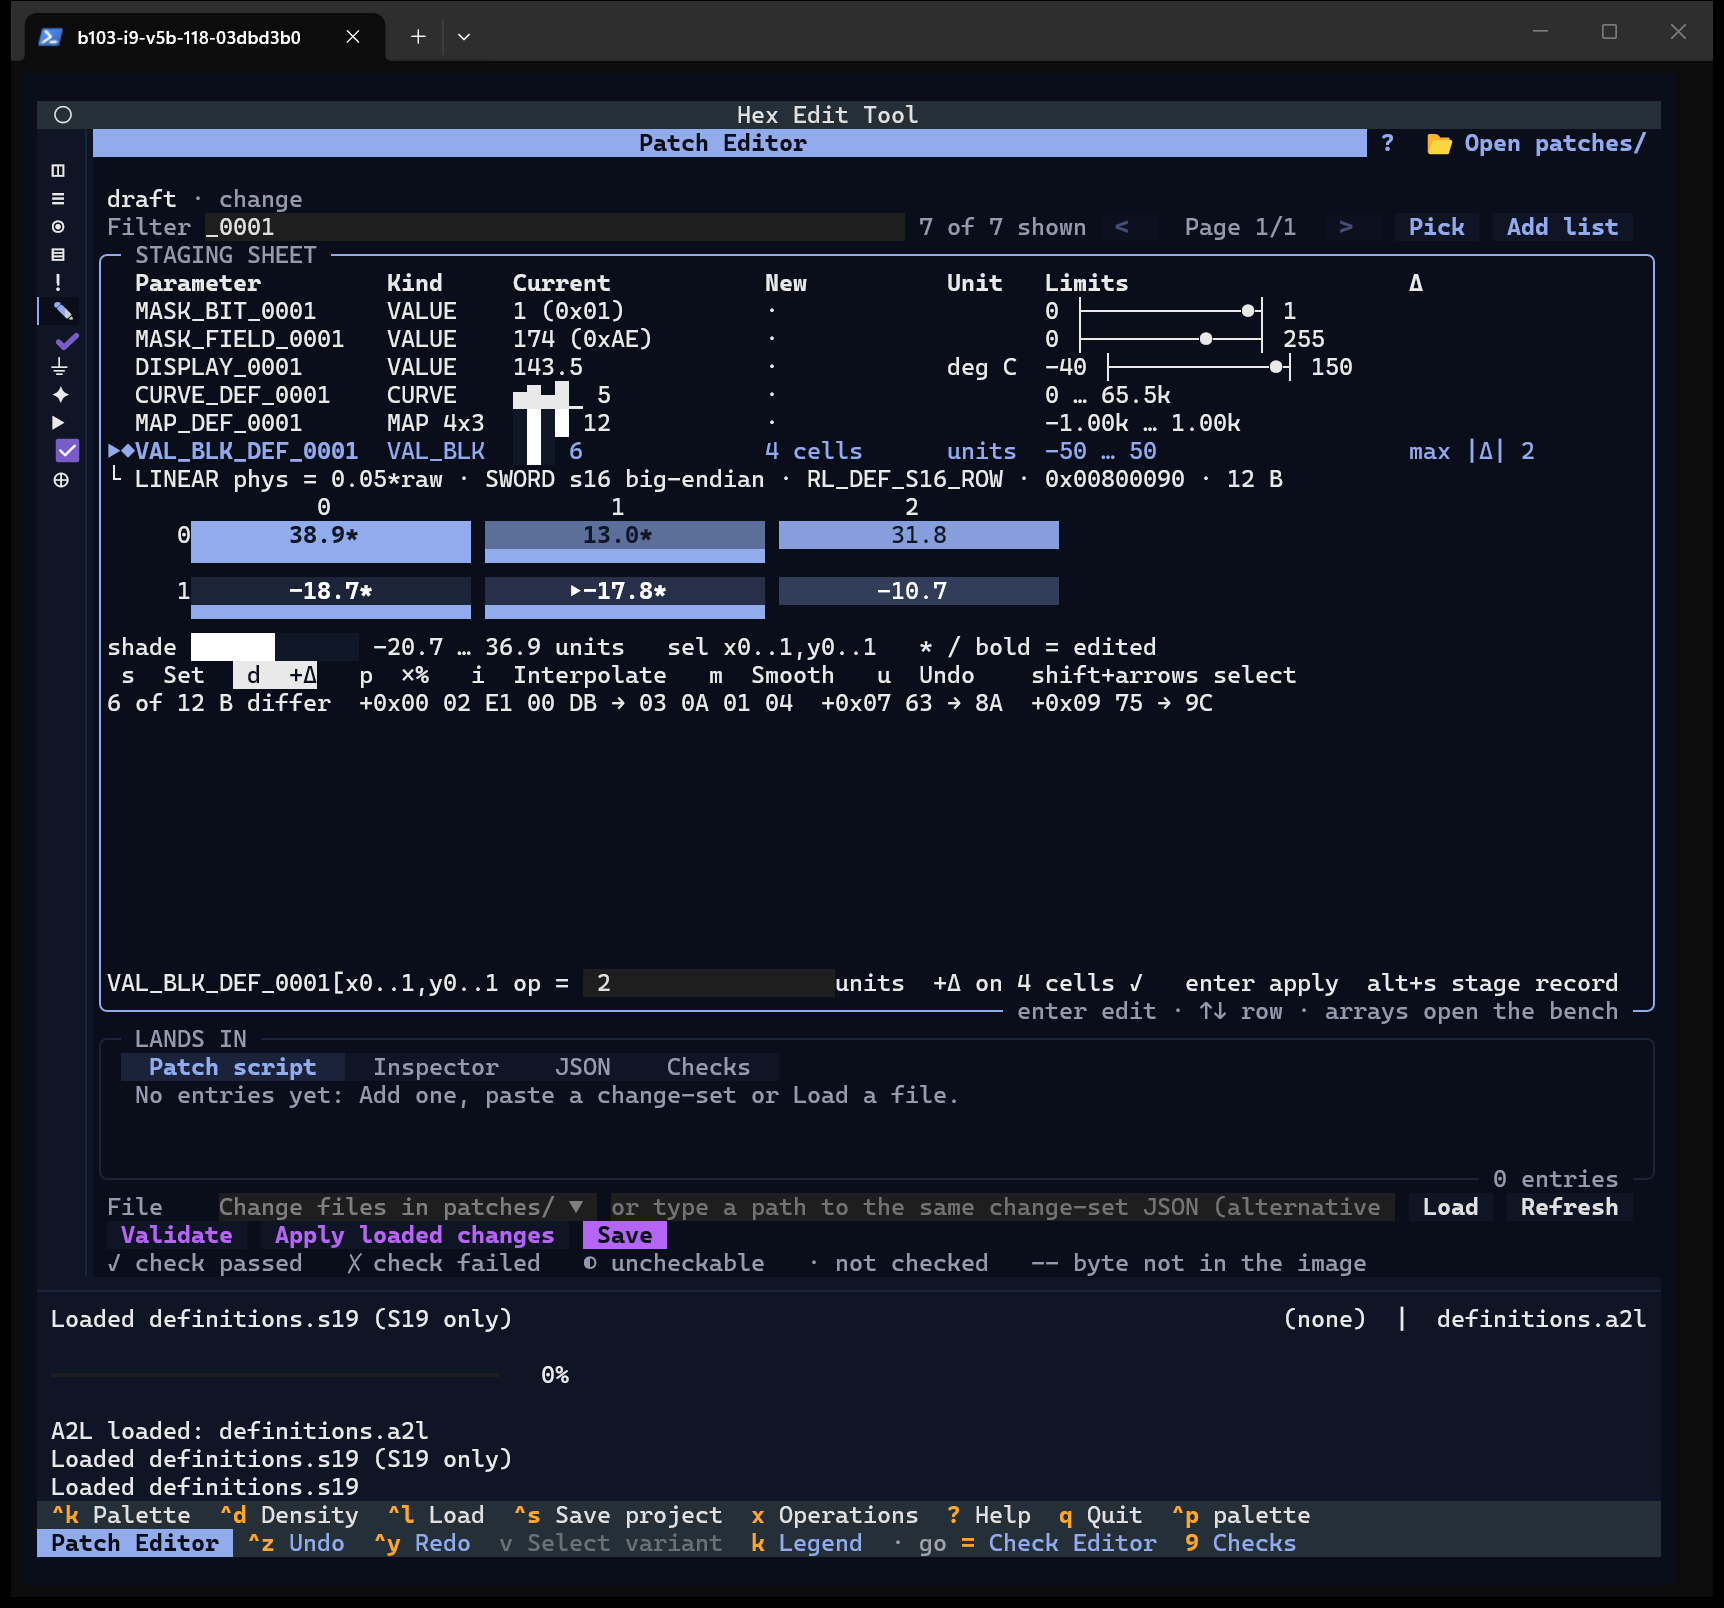 b103-i9-v5b-118-03dbd3b0
Hex Edit Tool
Patch Editor ? Open patches/
draft · change
Filter _0001 7 of 7 shown < Page 1/1 > Pick Add list
STAGING SHEET
Parameter Kind Current New Unit Limits Δ
MASK_BIT_0001 VALUE 1 (0x01) · 0 1
MASK_FIELD_0001 VALUE 174 (0xAE) · 0 255
DISPLAY_0001 VALUE 143.5 · deg C -40 150
CURVE_DEF_0001 CURVE 5 · 0 … 65.5k
MAP_DEF_0001 MAP 4x3 12 · -1.00k … 1.00k
▶◆VAL_BLK_DEF_0001 VAL_BLK 6 4 cells units -50 … 50 max |Δ| 2
└ LINEAR phys = 0.05*raw · SWORD s16 big-endian · RL_DEF_S16_ROW · 0x00800090 · 12 B
0 1 2
0 38.9* 13.0* 31.8
1 -18.7* ▶-17.8* -10.7
shade -20.7 … 36.9 units sel x0..1,y0..1 * / bold = edited
s Set d +Δ p ×% i Interpolate m Smooth u Undo shift+arrows select
6 of 12 B differ +0x00 02 E1 00 DB → 03 0A 01 04 +0x07 63 → 8A +0x09 75 → 9C
VAL_BLK_DEF_0001[x0..1,y0..1 op = 2 units +Δ on 4 cells √ enter apply alt+s stage record
enter edit · ↑↓ row · arrays open the bench
LANDS IN
Patch script Inspector JSON Checks
No entries yet: Add one, paste a change-set or Load a file.
0 entries
File Change files in patches/ ▼ or type a path to the same change-set JSON (alternative Load Refresh
Validate Apply loaded changes Save
√ check passed ╳ check failed ◐ uncheckable · not checked -- byte not in the image
Loaded definitions.s19 (S19 only) (none) | definitions.a2l
0%
A2L loaded: definitions.a2l
Loaded definitions.s19 (S19 only)
Loaded definitions.s19
^k Palette ^d Density ^l Load ^s Save project x Operations ? Help q Quit ^p palette
Patch Editor ^z Undo ^y Redo v Select variant k Legend · go = Check Editor 9 Checks